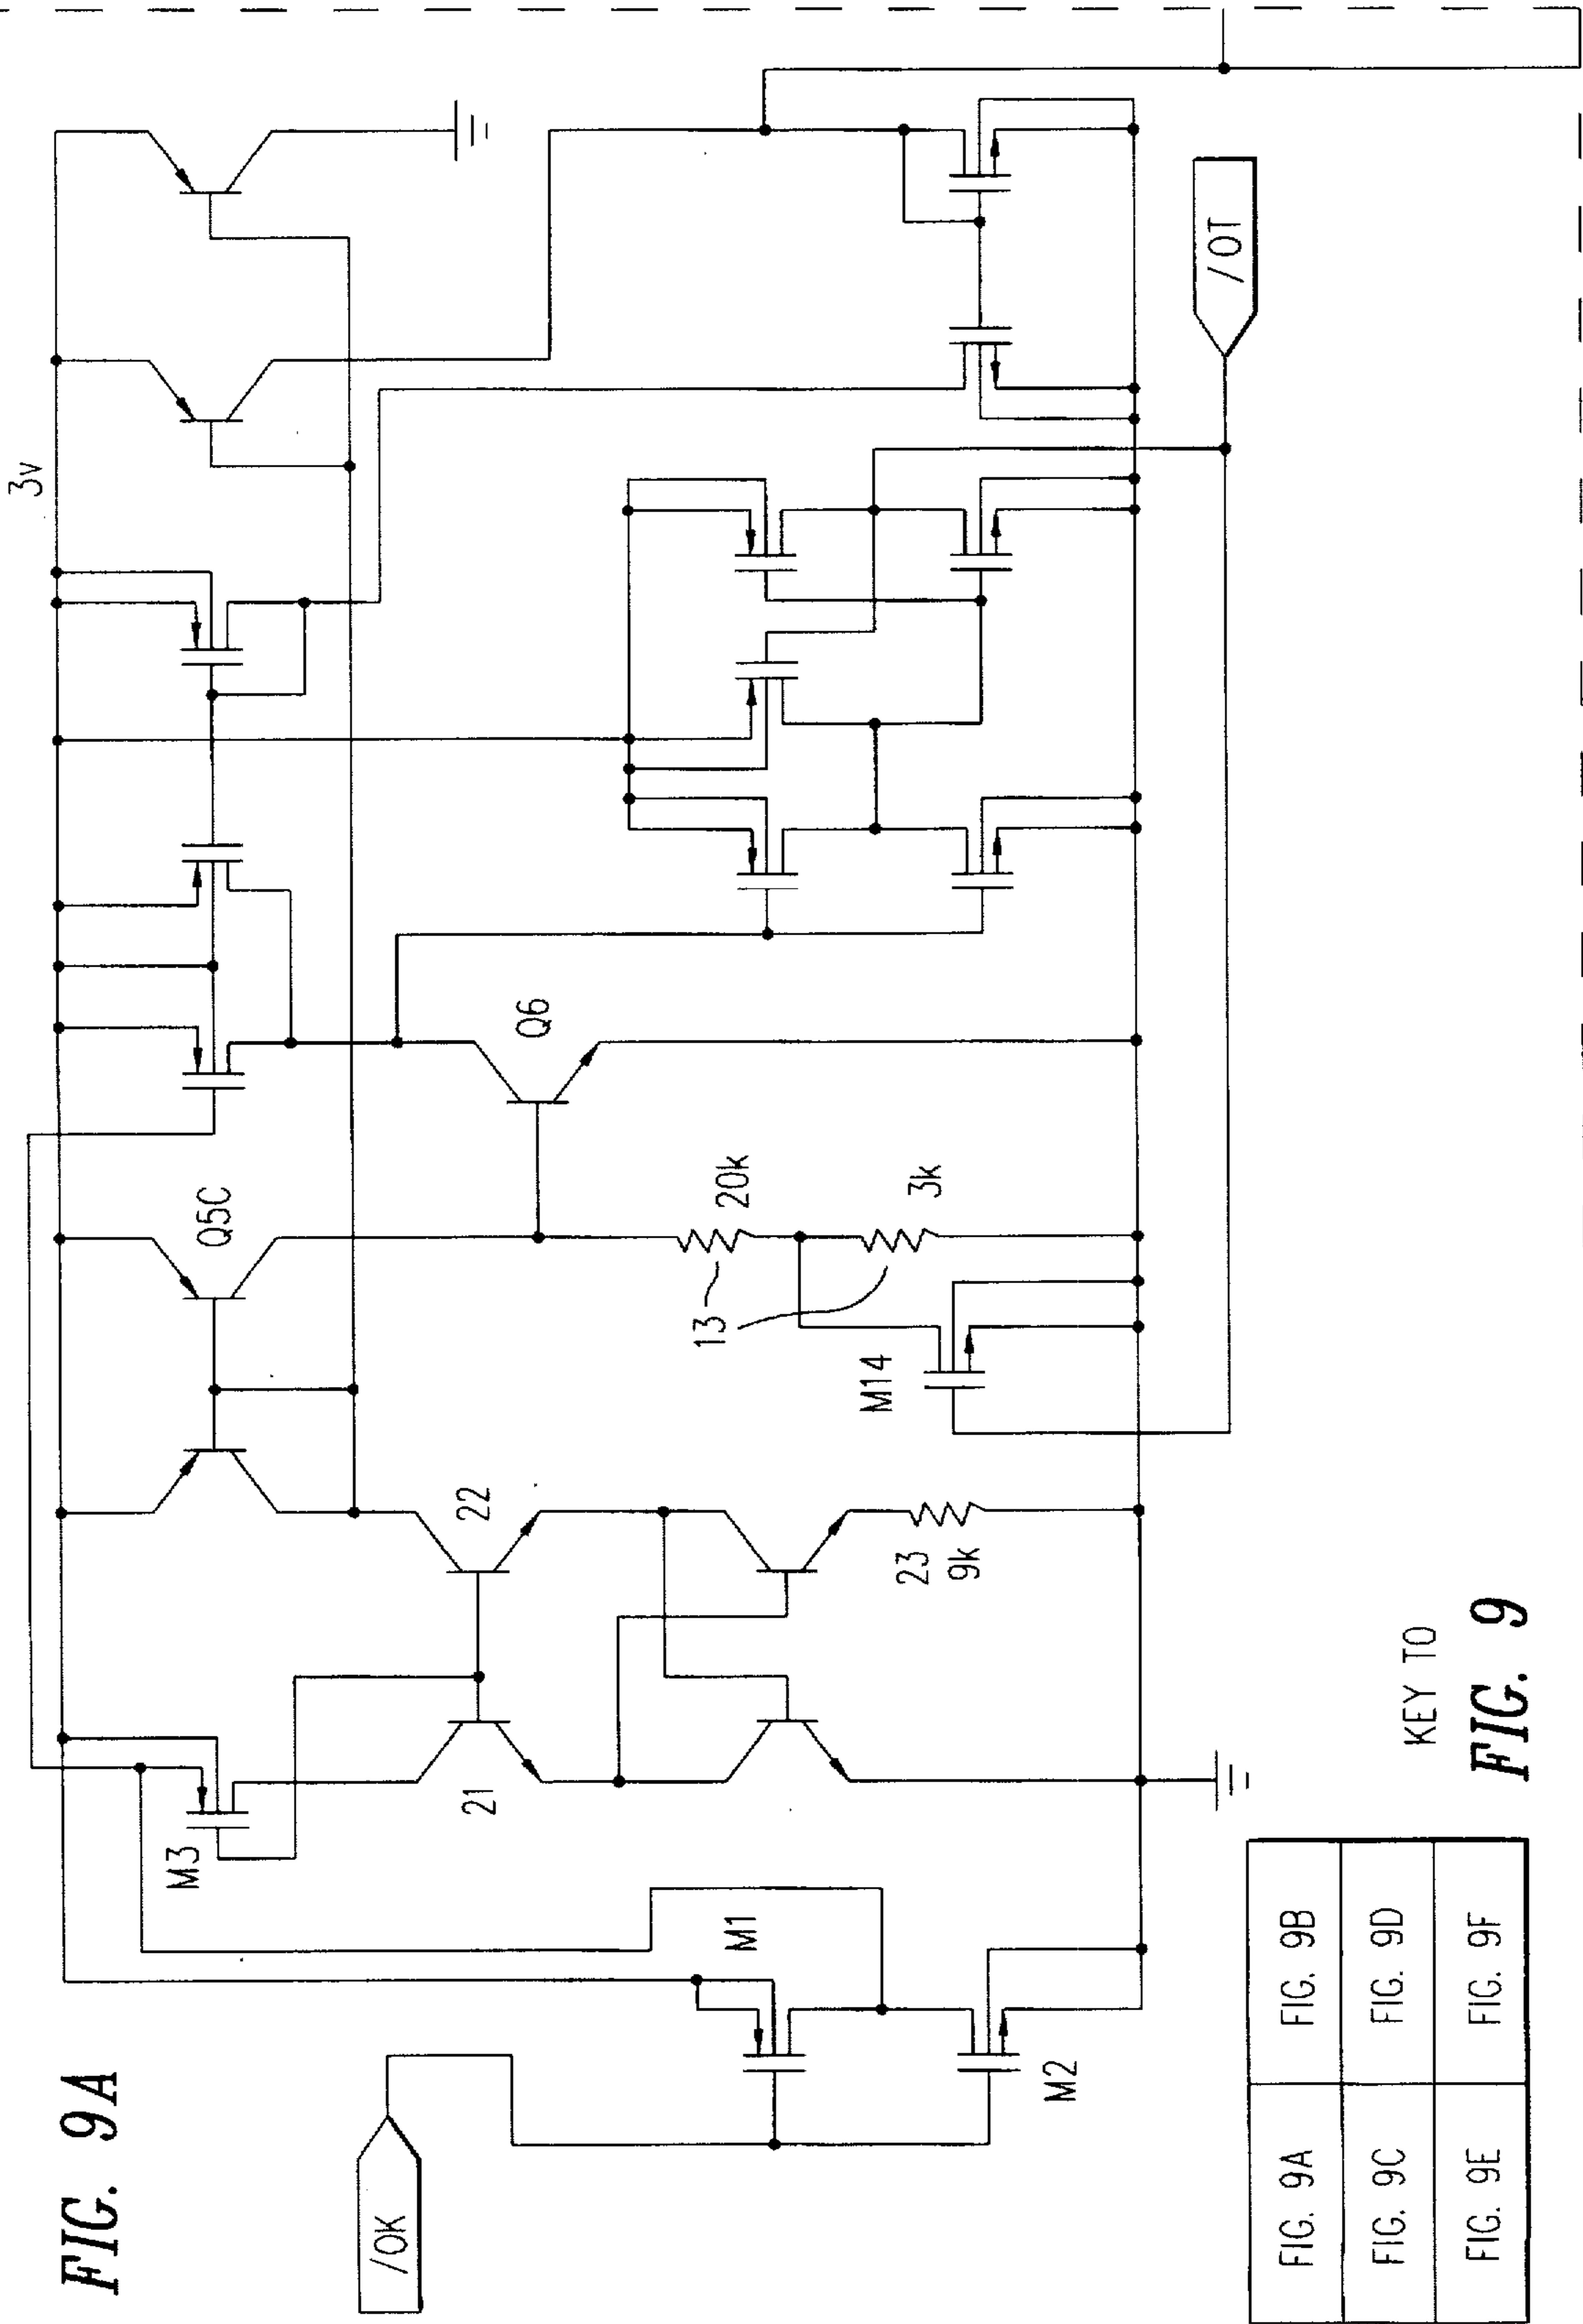 FIG. 9A
3v
/OK
M3
M1
M2
21
22
23
9k
Q5C
Q6
13
20k
3k
M14
/OT
KEY TO
FIG. 9
FIG. 9A FIG. 9B
FIG. 9C FIG. 9D
FIG. 9E FIG. 9F